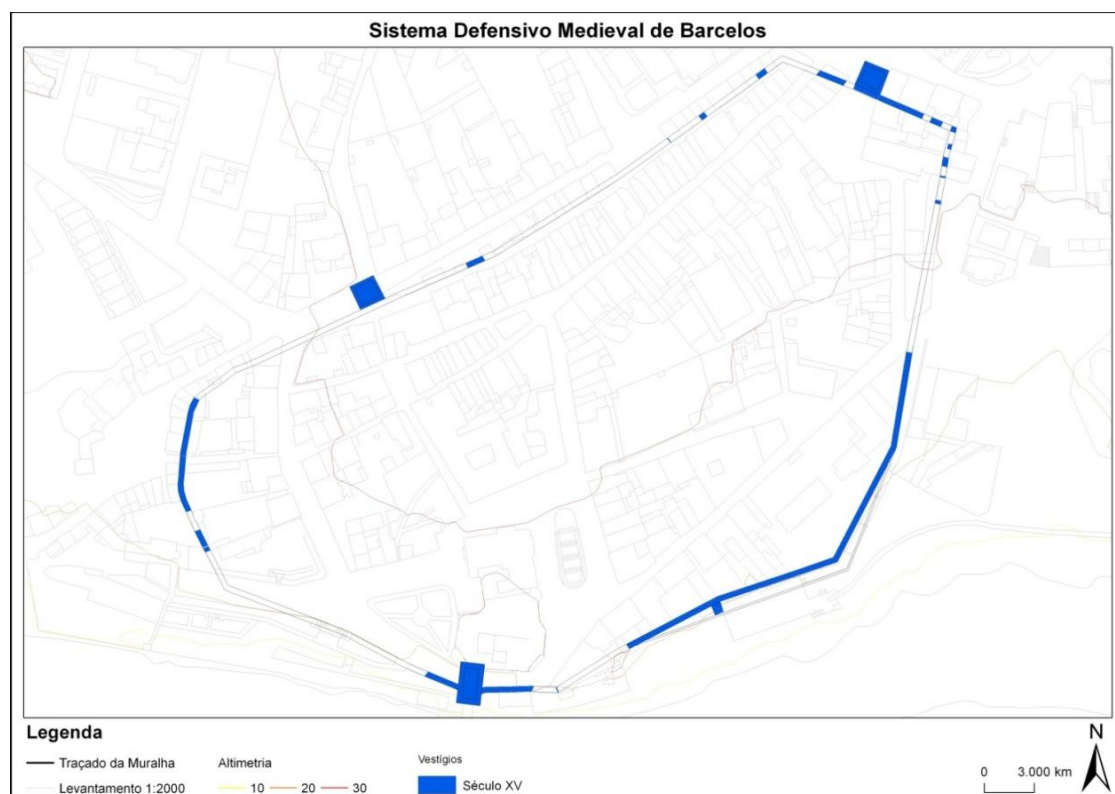 Sistema Defensivo Medieval de Barcelos
Legenda
Traçado da Muralha
Levantamento 1:2000
Altimetria
10 20 30
Vestígios
Século XV
0 3.000 km
N